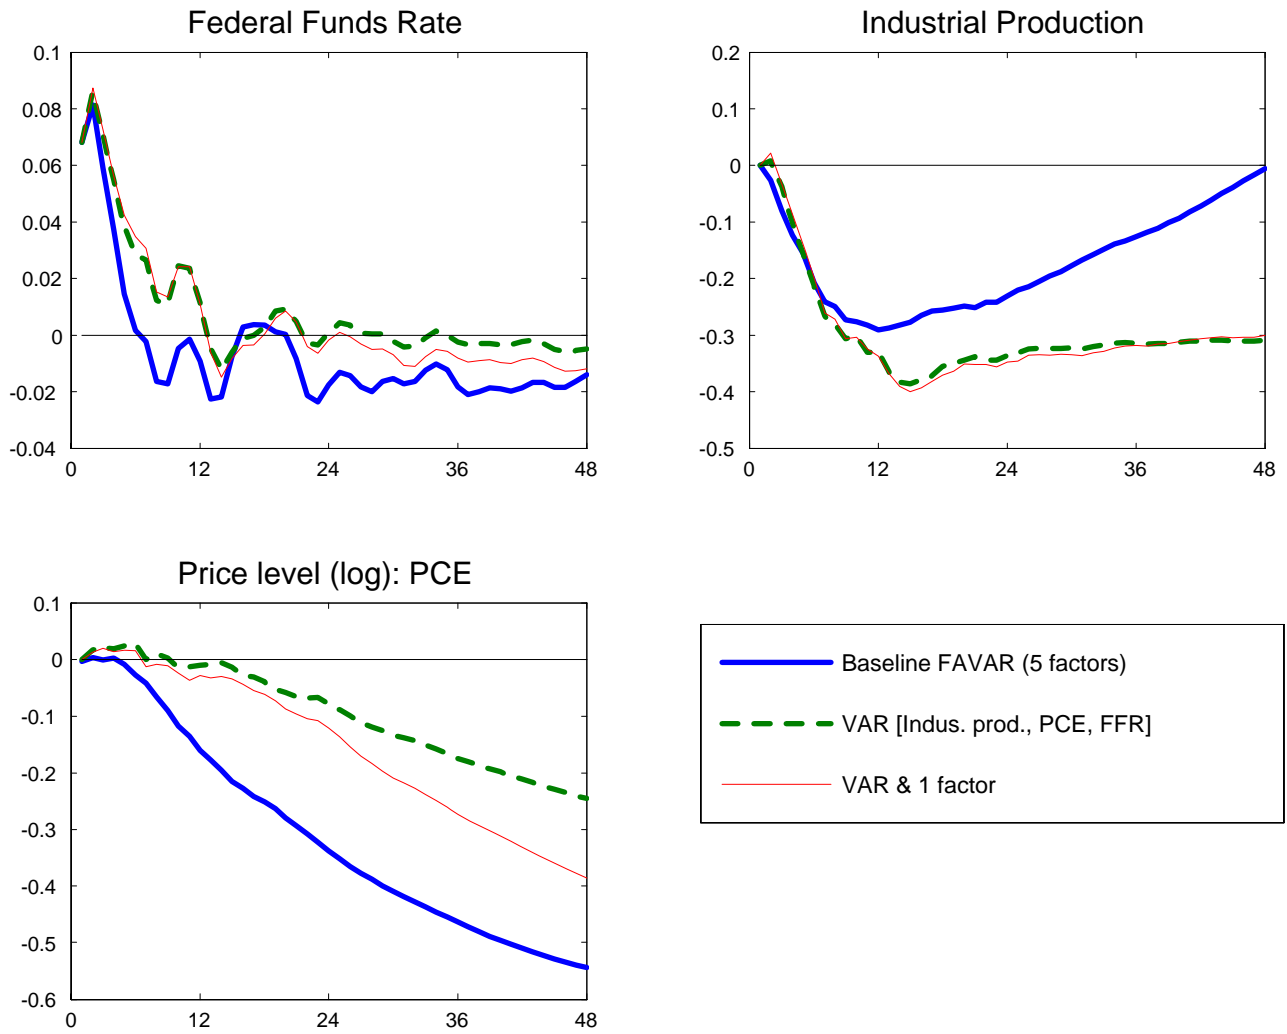 Federal Funds Rate
0.1
0.08
0.06
0.04
0.02
0
-0.02
-0.04
0 12 24 36 48
Industrial Production
0.2
0.1
0
-0.1
-0.2
-0.3
-0.4
-0.5
0 12 24 36 48
Price level (log): PCE
0.1
0
-0.1
-0.2
-0.3
-0.4
-0.5
-0.6
0 12 24 36 48
Baseline FAVAR (5 factors)
VAR [Indus. prod., PCE, FFR]
VAR & 1 factor